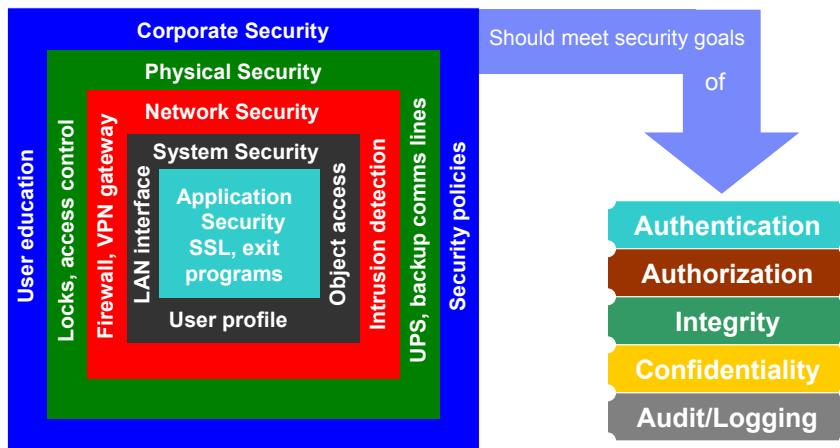 Corporate Security
Physical Security
Network Security
System Security
Application
Security
SSL, exit
programs
User profile
User education
Locks, access control
Firewall, VPN gateway
LAN interface
Object access
Intrusion detection
UPS, backup comms lines
Security policies
Should meet security goals
of
Authentication
Authorization
Integrity
Confidentiality
Audit/Logging